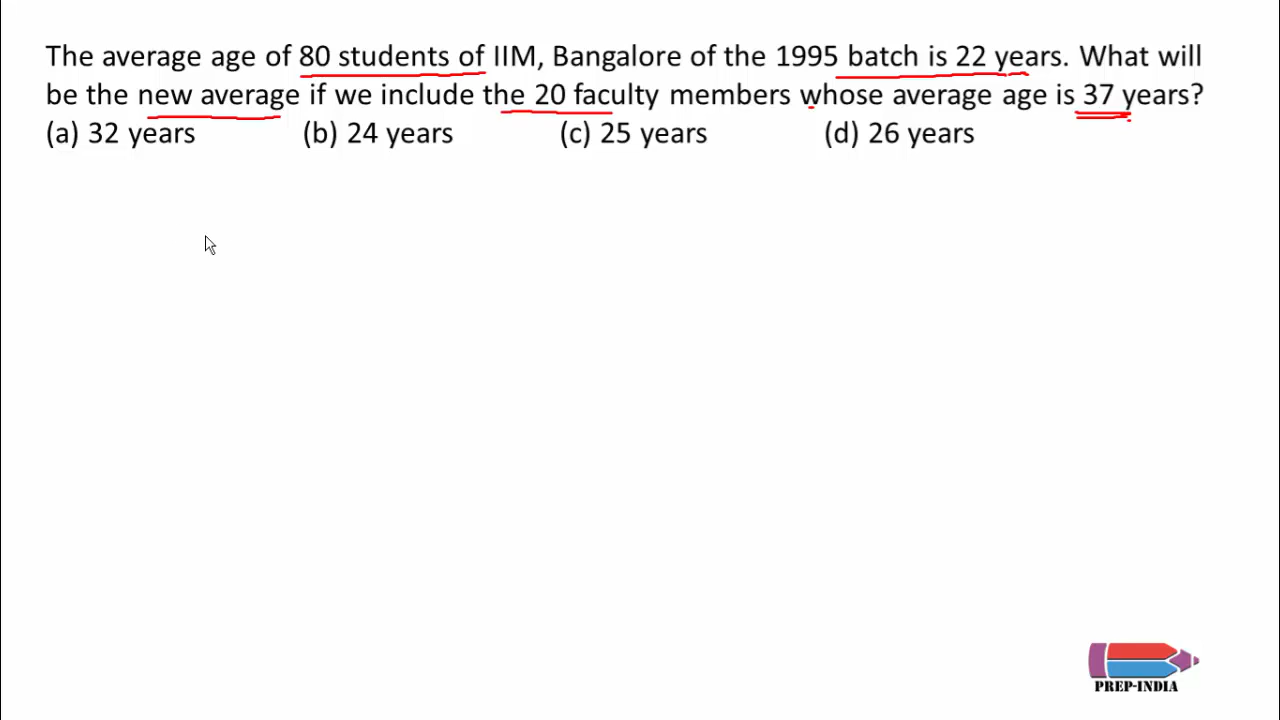 The average age of 80 students of IIM, Bangalore of the 1995 batch is 22 years. What will
be the new average if we include the 20 faculty members whose average age is 37 years?
(a) 32 years (b) 24 years (c) 25 years (d) 26 years
PREP-INDIA